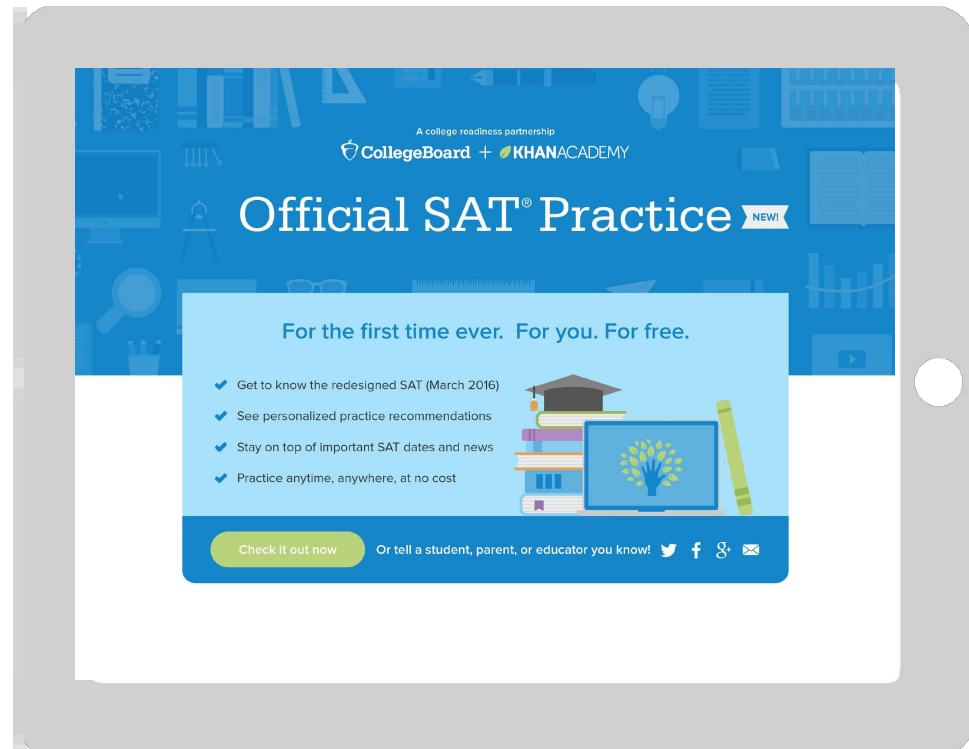 A college readiness partnership
CollegeBoard + KHANACADEMY
Official SAT® Practice NEW!
For the first time ever.  For you. For free.
Get to know the redesigned SAT (March 2016)
See personalized practice recommendations
Stay on top of important SAT dates and news
Practice anytime, anywhere, at no cost
Check it out now Or tell a student, parent, or educator you know!